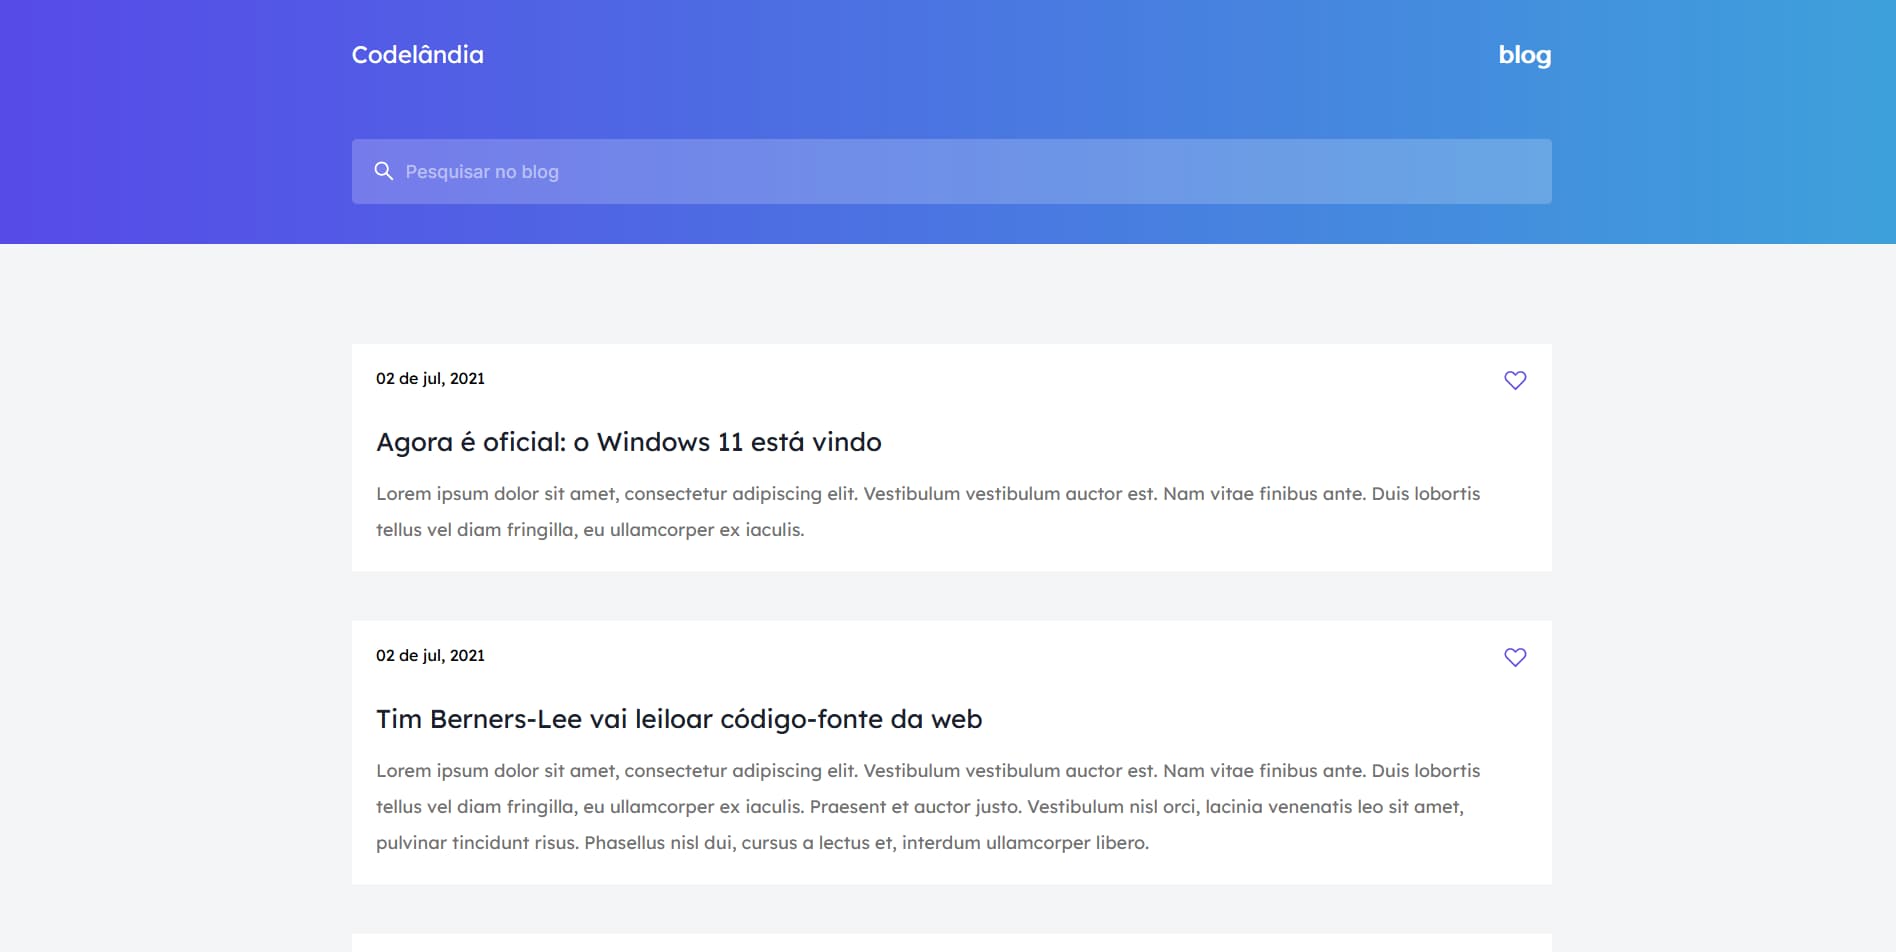 Codelândia
blog
Pesquisar no blog
02 de jul, 2021
Agora é oficial: o Windows 11 está vindo
Lorem ipsum dolor sit amet, consectetur adipiscing elit. Vestibulum vestibulum auctor est. Nam vitae finibus ante. Duis lobortis
tellus vel diam fringilla, eu ullamcorper ex iaculis.
02 de jul, 2021
Tim Berners-Lee vai leiloar código-fonte da web
Lorem ipsum dolor sit amet, consectetur adipiscing elit. Vestibulum vestibulum auctor est. Nam vitae finibus ante. Duis lobortis
tellus vel diam fringilla, eu ullamcorper ex iaculis. Praesent et auctor justo. Vestibulum nisl orci, lacinia venenatis leo sit amet,
pulvinar tincidunt risus. Phasellus nisl dui, cursus a lectus et, interdum ullamcorper libero.